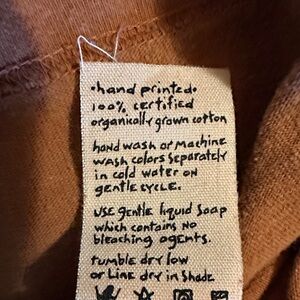 •hand printed•
100% certified
organically grown cotton
hand wash or machine
wash colors separately
in cold water on
gentle cycle.
use gentle liquid soap
which contains no
bleaching agents.
tumble dry low
or line dry in shade